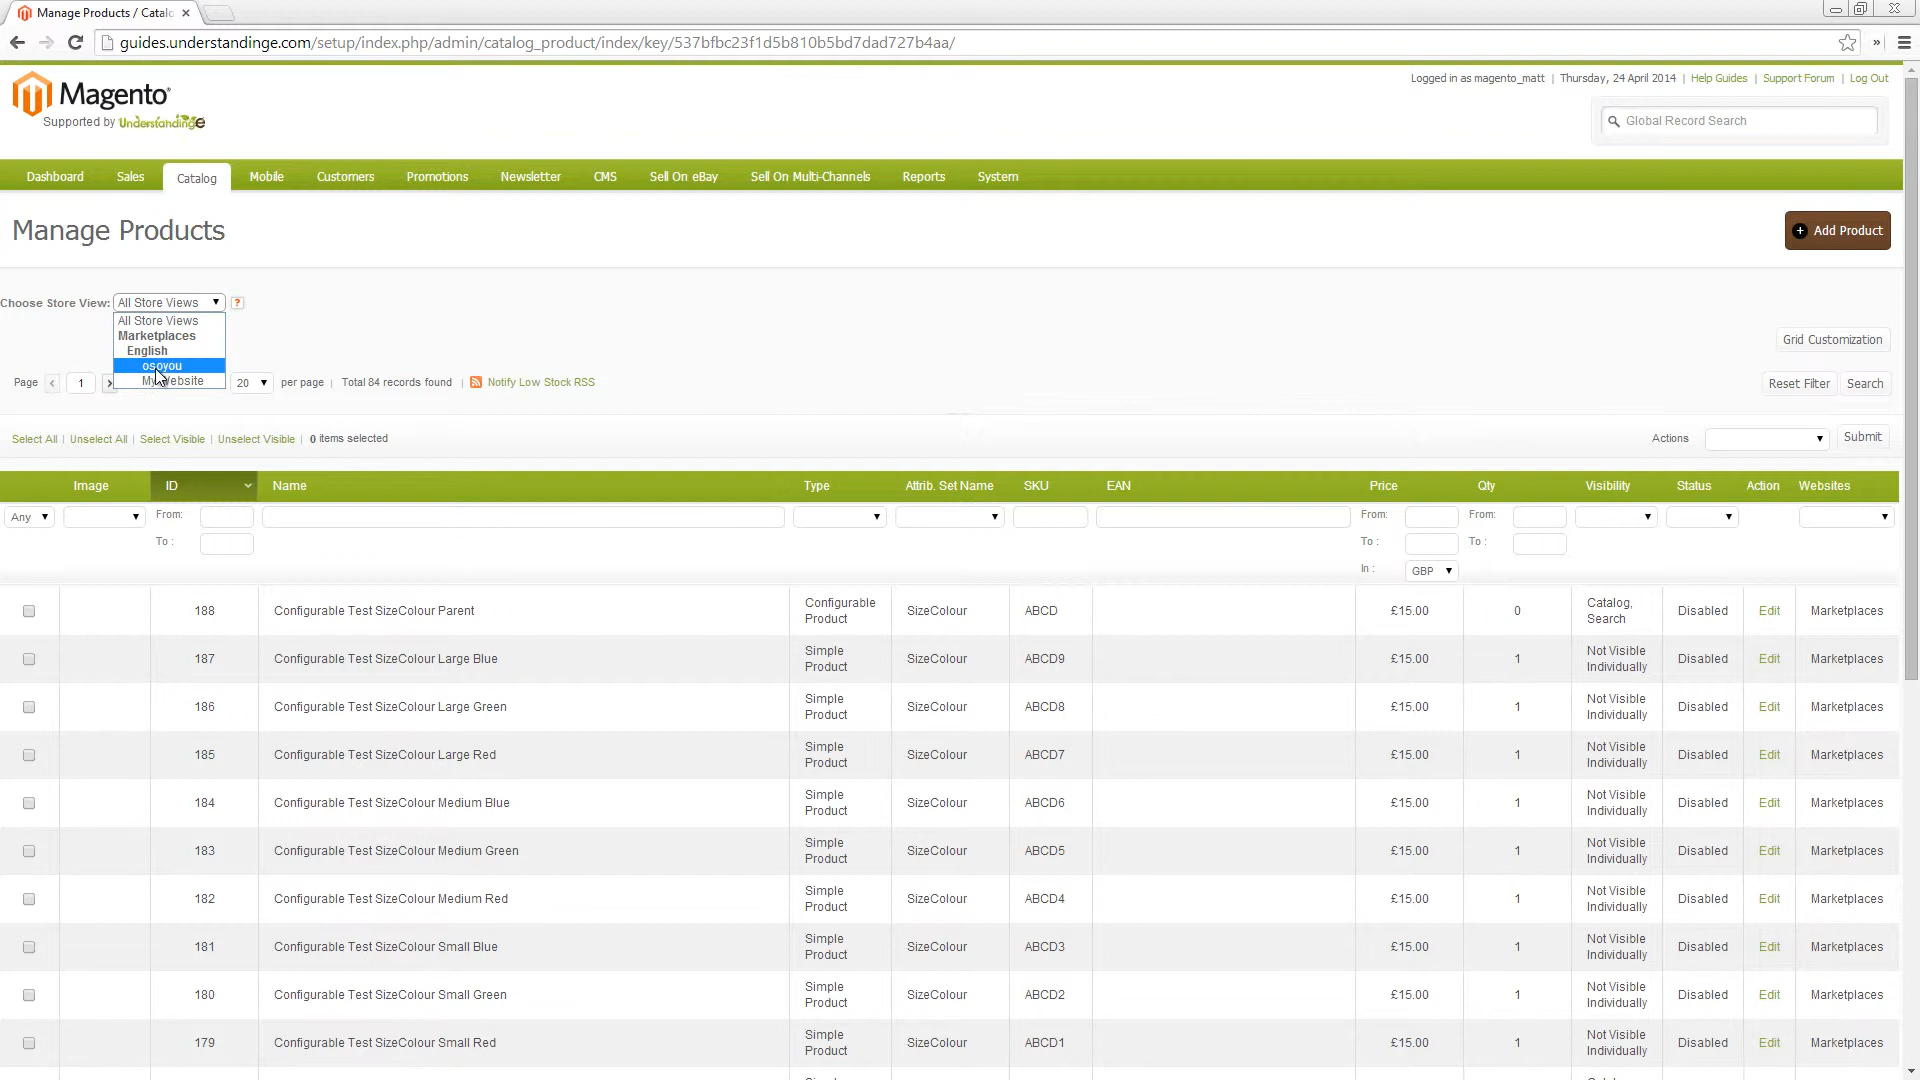 Manage Products / Catalo
guides.understandinge.com/setup/index.php/admin/catalog_product/index/key/537bfbc23f1d5b810b5bd7dad727b4aa/
Logged in as magento_matt | Thursday, 24 April 2014 | Help Guides | Support Forum | Log Out
Magento
Supported by Understandinge
Global Record Search
Dashboard Sales Catalog Mobile Customers Promotions Newsletter CMS Sell On eBay Sell On Multi-Channels Reports System
Manage Products
Add Product
Choose Store View: All Store Views ?
All Store Views
Marketplaces
English
osoyou
My Website
Grid Customization
Page 1 20 per page | Total 84 records found | Notify Low Stock RSS
Reset Filter Search
Select All | Unselect All | Select Visible | Unselect Visible | 0 items selected
Actions Submit
Image ID Name Type Attrib. Set Name SKU EAN Price Qty Visibility Status Action Websites
Any From: From: From:
To : To : To :
In : GBP
188 Configurable Test SizeColour Parent Configurable Product SizeColour ABCD £15.00 0 Catalog, Search Disabled Edit Marketplaces
187 Configurable Test SizeColour Large Blue Simple Product SizeColour ABCD9 £15.00 1 Not Visible Individually Disabled Edit Marketplaces
186 Configurable Test SizeColour Large Green Simple Product SizeColour ABCD8 £15.00 1 Not Visible Individually Disabled Edit Marketplaces
185 Configurable Test SizeColour Large Red Simple Product SizeColour ABCD7 £15.00 1 Not Visible Individually Disabled Edit Marketplaces
184 Configurable Test SizeColour Medium Blue Simple Product SizeColour ABCD6 £15.00 1 Not Visible Individually Disabled Edit Marketplaces
183 Configurable Test SizeColour Medium Green Simple Product SizeColour ABCD5 £15.00 1 Not Visible Individually Disabled Edit Marketplaces
182 Configurable Test SizeColour Medium Red Simple Product SizeColour ABCD4 £15.00 1 Not Visible Individually Disabled Edit Marketplaces
181 Configurable Test SizeColour Small Blue Simple Product SizeColour ABCD3 £15.00 1 Not Visible Individually Disabled Edit Marketplaces
180 Configurable Test SizeColour Small Green Simple Product SizeColour ABCD2 £15.00 1 Not Visible Individually Disabled Edit Marketplaces
179 Configurable Test SizeColour Small Red Simple Product SizeColour ABCD1 £15.00 1 Not Visible Individually Disabled Edit Marketplaces